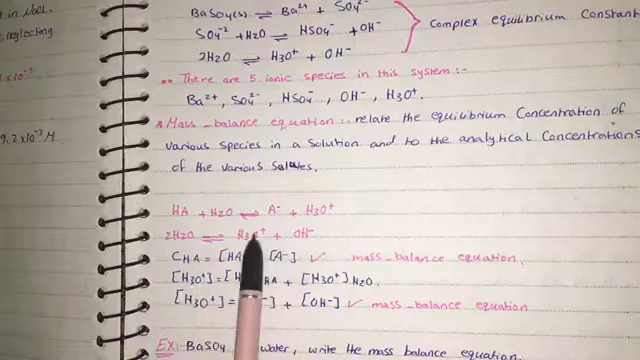 t in NaCl.
neglecting
BaSO4(s) ⇌ Ba2+ + SO4
SO4-2 + H2O ⇌ HSO4- + OH-
Complex equilibrium Constant
2H2O ⇌ H3O+ + OH-
There are 5 ionic species in this system:-
Ba2+, SO42-, HSO4-, OH-, H3O+.
Mass-balance equation:- relate the equilibrium Concentration of
various Species in a Solution and to the analytical Concentrations
of the various Solutes.
9.2x10-3 M
HA + H2O ⇌ A- + H3O+
2H2O ⇌ H3O+ + OH-
CHA = [HA [A-] ✓ mass-balance equation.
[H3O+] = [H HA + [H3O+]H2O.
[H3O+] = -] + [OH-] ✓ mass-balance equation
Ex: BaSO4 water, write the mass balance equation